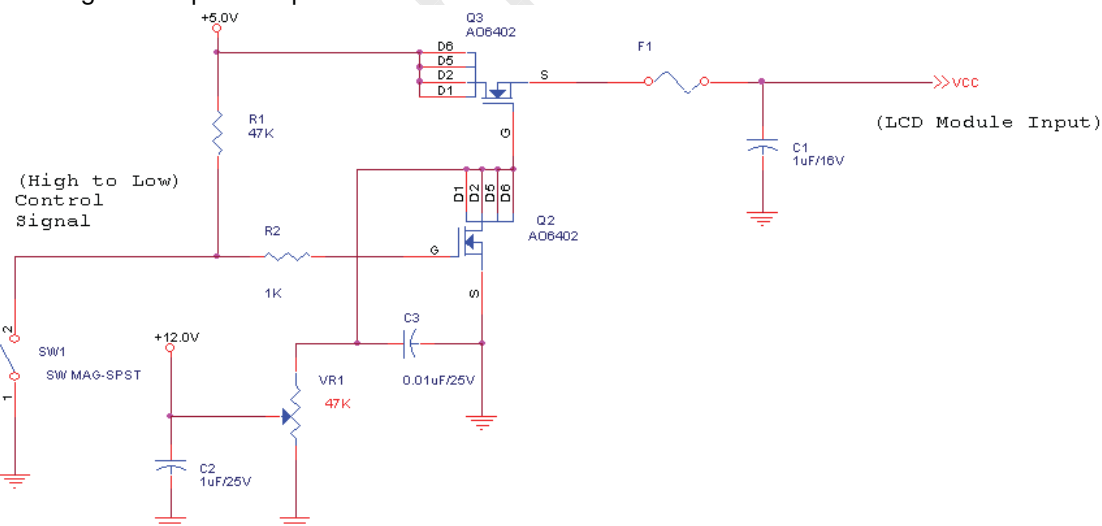 +5.0V
Q3
AO6402
D6
D5
D2
D1
S
G
F1
VCC
(LCD Module Input)
C1
1uF/16V
R1
47K
(High to Low)
Control
Signal
D1
D2
D5
D6
Q2
AO6402
R2
1K
G
S
2
SW1
SW MAG-SPST
1
+12.0V
C3
0.01uF/25V
VR1
47K
C2
1uF/25V